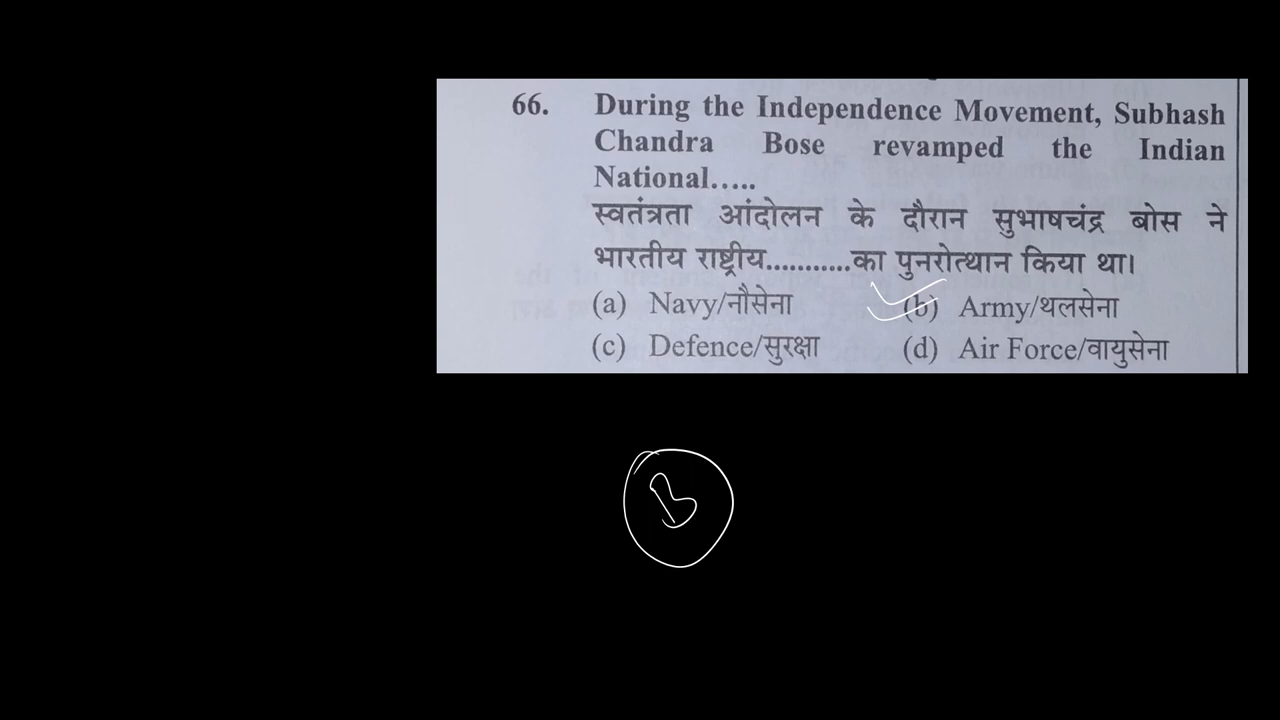 66. During the Independence Movement, Subhash
Chandra Bose revamped the Indian
National.....
स्वतंत्रता आंदोलन के दौरान सुभाषचंद्र बोस ने
भारतीय राष्ट्रीय...........का पुनरोत्थान किया था।
(a) Navy/नौसेना (b) Army/थलसेना
(c) Defence/सुरक्षा (d) Air Force/वायुसेना
b